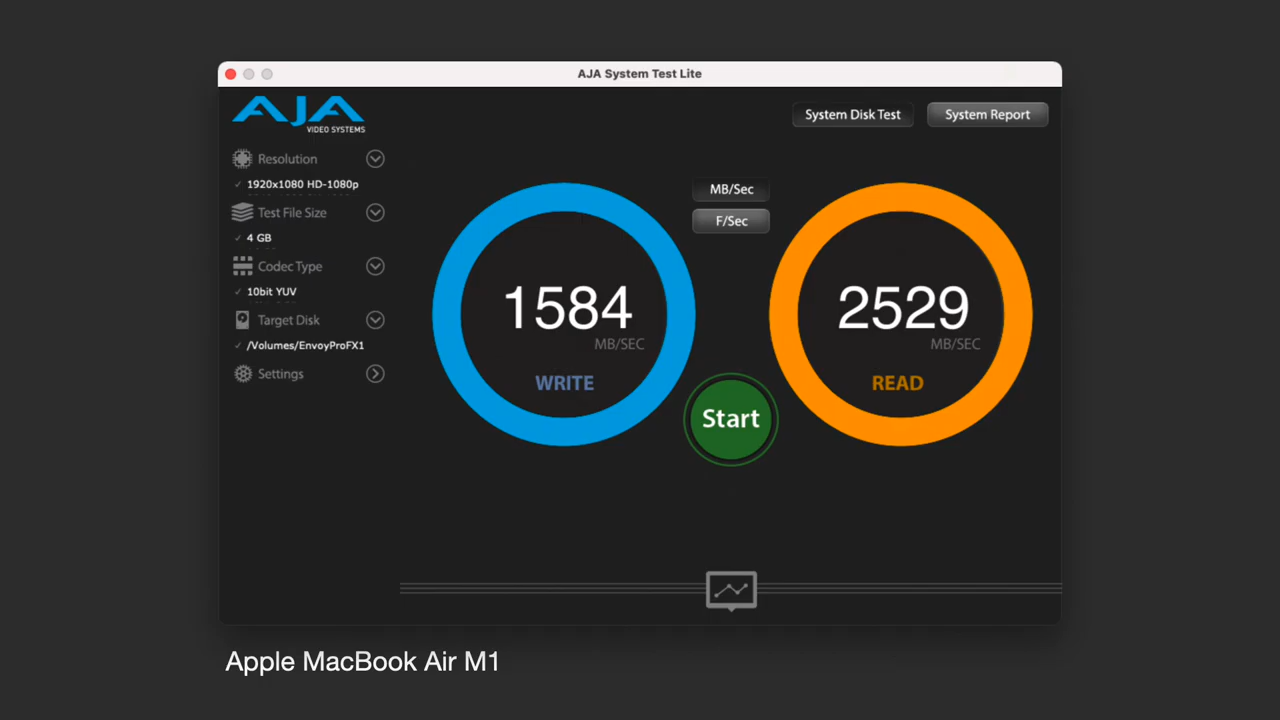 AJA System Test Lite
AJA
VIDEO SYSTEMS
System Disk Test
System Report
Resolution
1920x1080 HD-1080p
Test File Size
4 GB
Codec Type
10bit YUV
Target Disk
/Volumes/EnvoyProFX1
Settings
MB/Sec
F/Sec
1584
MB/SEC
WRITE
2529
MB/SEC
READ
Start
Apple MacBook Air M1